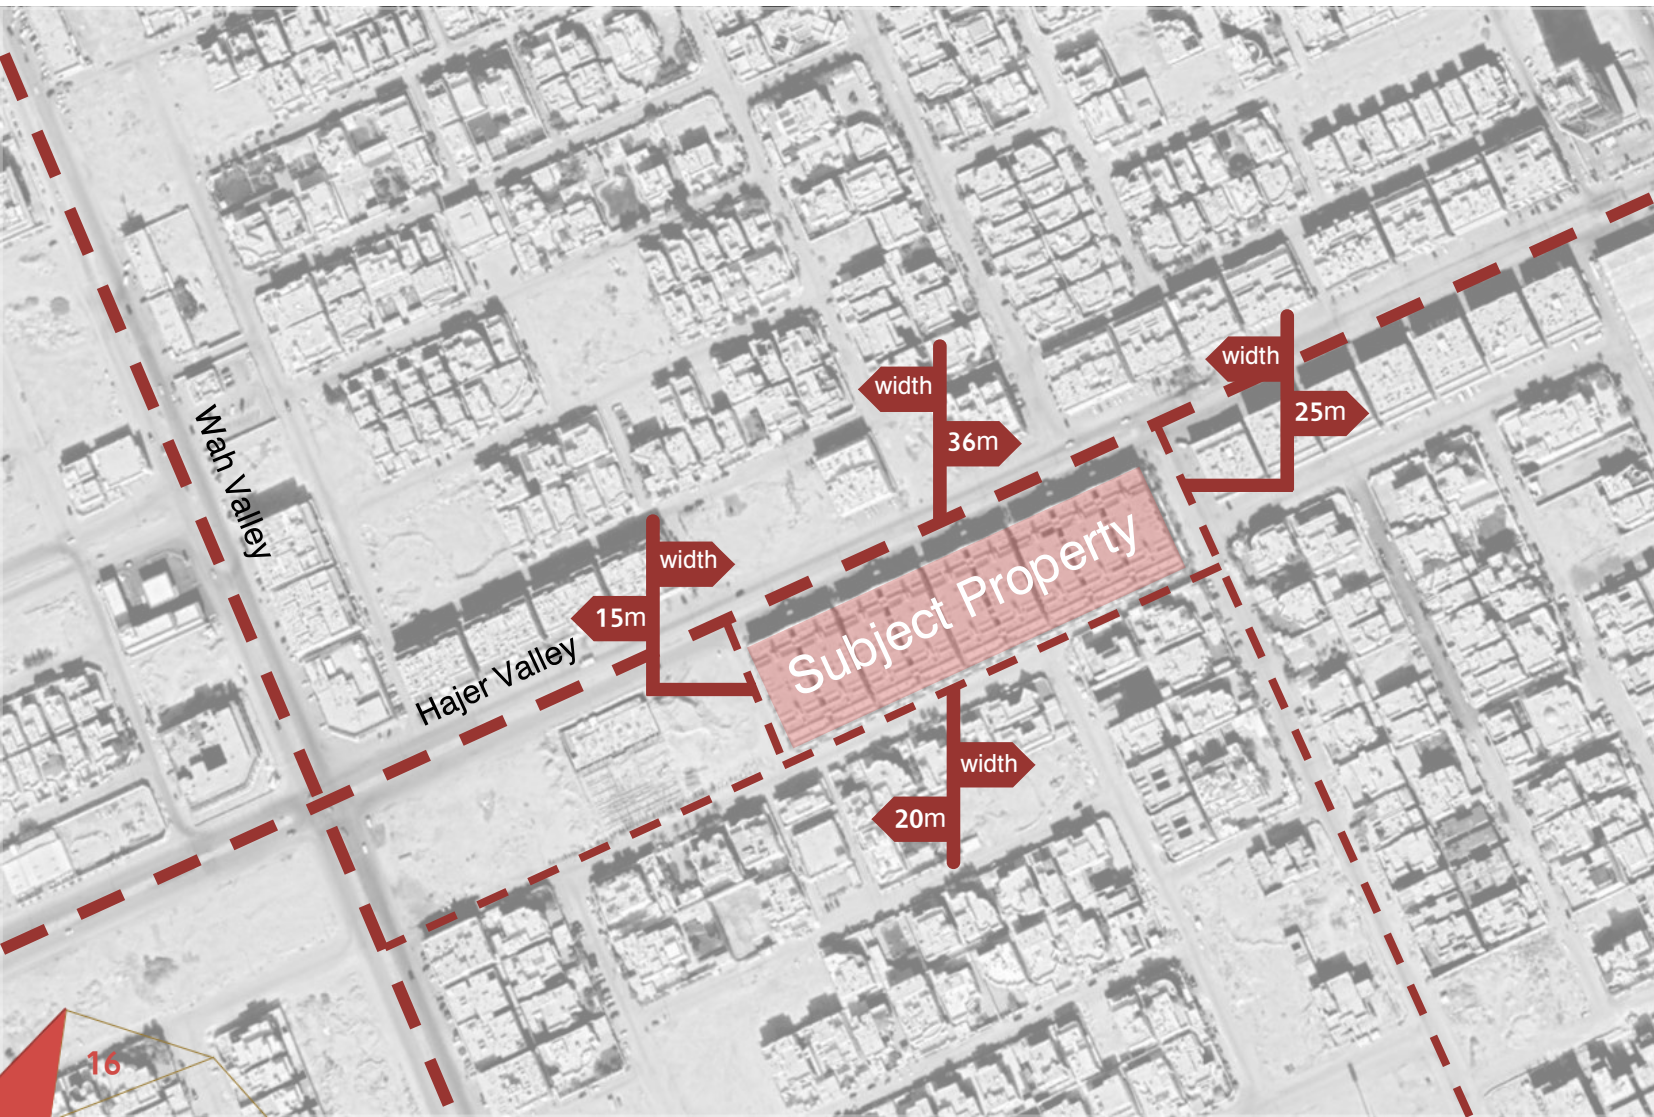 width
25m
width
36m
Wah Valley
width
15m
Subject Property
Hajer Valley
width
20m
16